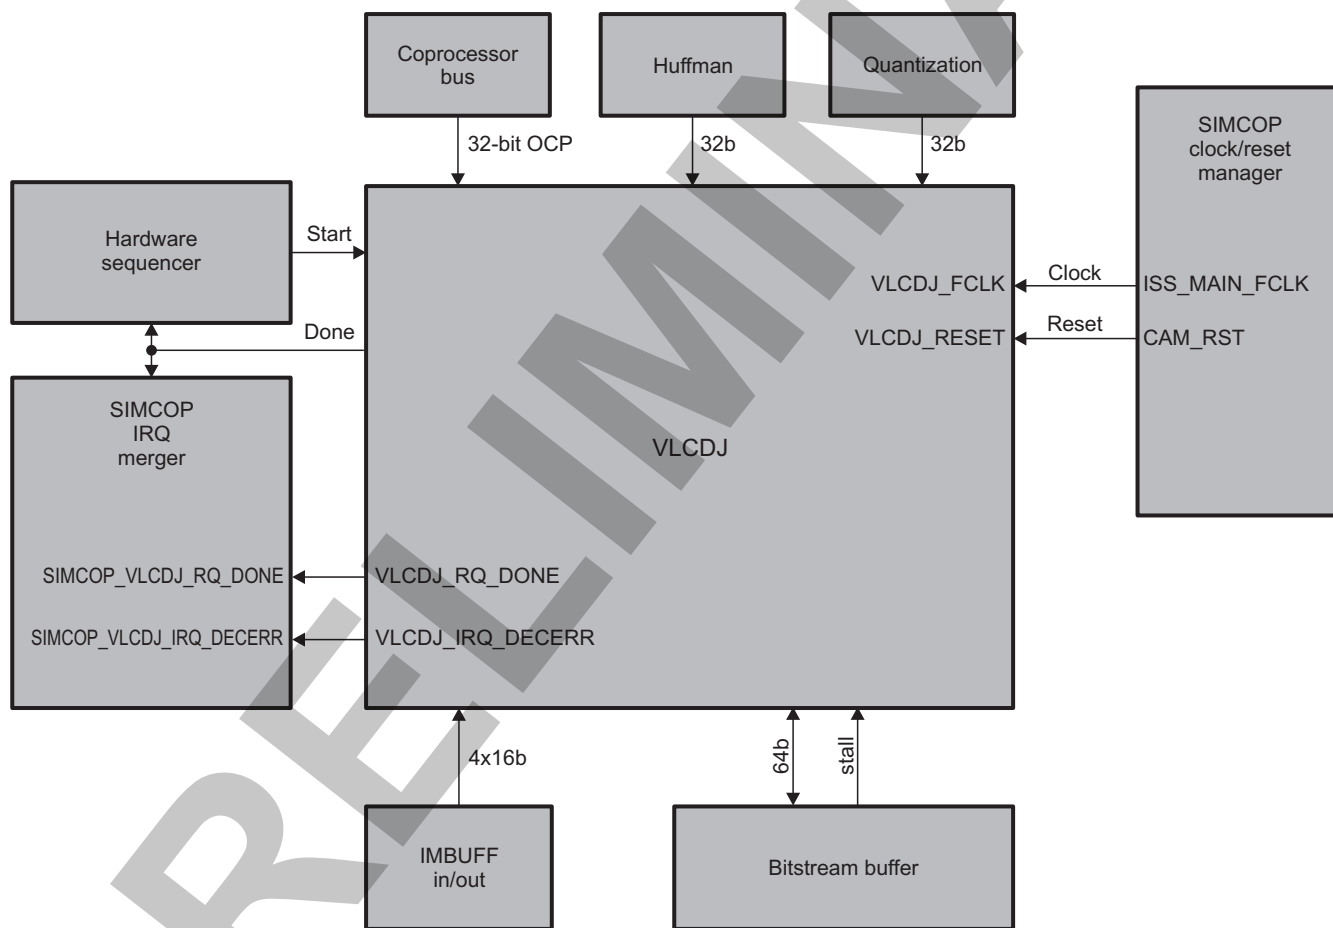 Coprocessor
bus
Huffman
Quantization
32-bit OCP
32b
32b
SIMCOP
clock/reset
manager
Hardware
sequencer
Start
Clock
VLCDJ_FCLK
ISS_MAIN_FCLK
Done
Reset
VLCDJ_RESET
CAM_RST
SIMCOP
IRQ
merger
VLCDJ
SIMCOP_VLCDJ_RQ_DONE
VLCDJ_RQ_DONE
SIMCOP_VLCDJ_IRQ_DECERR
VLCDJ_IRQ_DECERR
4x16b
64b
stall
IMBUFF
in/out
Bitstream buffer
RELIMINA